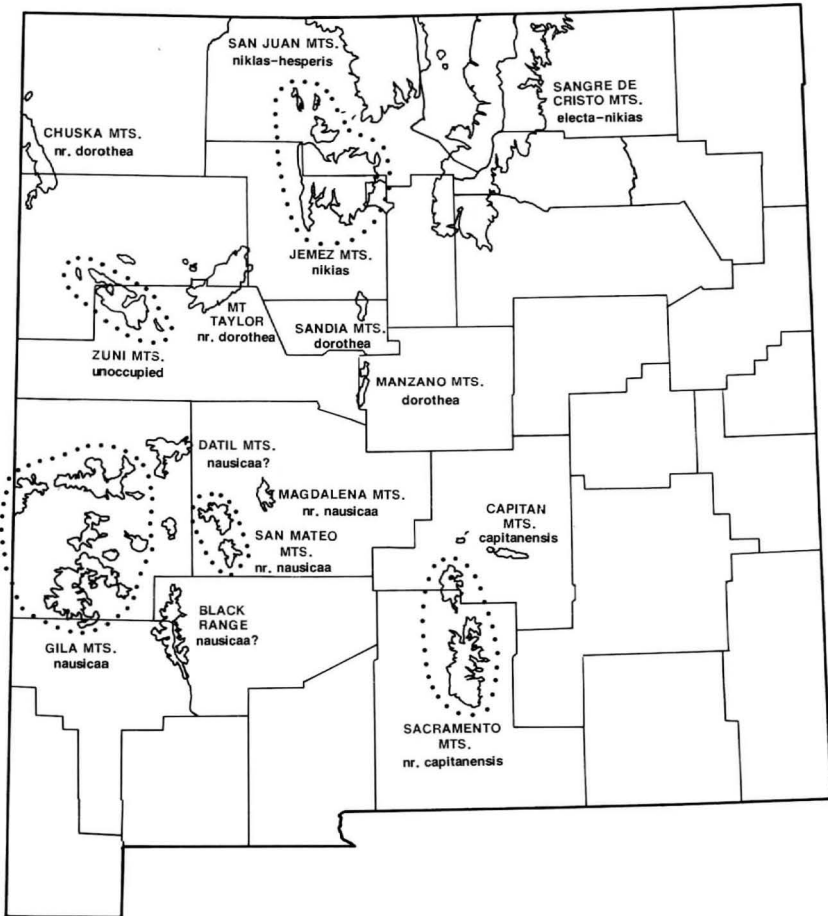 SAN JUAN MTS.
nikias-hesperis
SANGRE DE
CRISTO MTS.
electa-nikias
CHUSKA MTS.
nr. dorothea
JEMEZ MTS.
nikias
MT
TAYLOR
nr. dorothea
SANDIA MTS.
dorothea
ZUNI MTS.
unoccupied
MANZANO MTS.
dorothea
DATIL MTS.
nausicaa?
MAGDALENA MTS.
nr. nausicaa
CAPITAN
MTS.
capitanensis
SAN MATEO
MTS.
nr. nausicaa
BLACK
RANGE
nausicaa?
GILA MTS.
nausicaa
SACRAMENTO
MTS.
nr. capitanensis